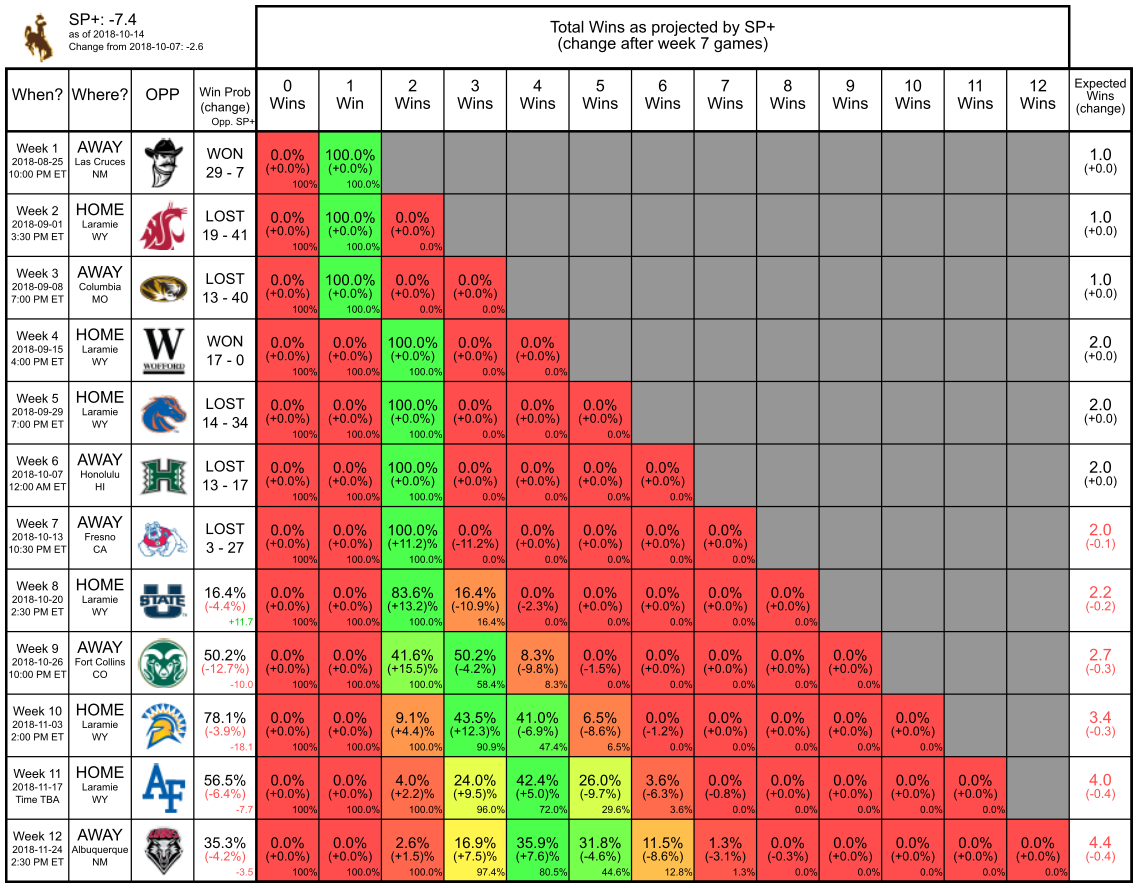 SP+: -7.4
as of 2018-10-14
Change from 2018-10-07: -2.6
Total Wins as projected by SP+
(change after week 7 games)
When? Where? OPP Win Prob (change) Opp. SP+ 0 Wins 1 Win 2 Wins 3 Wins 4 Wins 5 Wins 6 Wins 7 Wins 8 Wins 9 Wins 10 Wins 11 Wins 12 Wins Expected Wins (change)
Week 1 AWAY WON 0.0% 100.0% 1.0
2018-08-25 Las Cruces 29 - 7 (+0.0%) (+0.0%) (+0.0)
10:00 PM ET NM 100% 100.0%
Week 2 HOME LOST 0.0% 100.0% 0.0% 1.0
2018-09-01 Laramie 19 - 41 (+0.0%) (+0.0%) (+0.0%) (+0.0)
3:30 PM ET WY 100% 100.0% 0.0%
Week 3 AWAY LOST 0.0% 100.0% 0.0% 0.0% 1.0
2018-09-08 Columbia 13 - 40 (+0.0%) (+0.0%) (+0.0%) (+0.0%) (+0.0)
7:00 PM ET MO 100% 100.0% 0.0% 0.0%
Week 4 HOME W WON 0.0% 0.0% 100.0% 0.0% 0.0% 2.0
2018-09-15 Laramie 17 - 0 (+0.0%) (+0.0%) (+0.0%) (+0.0%) (+0.0%) (+0.0)
4:00 PM ET WY WOFFORD 100% 100.0% 100.0% 0.0% 0.0%
Week 5 HOME LOST 0.0% 0.0% 100.0% 0.0% 0.0% 0.0% 2.0
2018-09-29 Laramie 14 - 34 (+0.0%) (+0.0%) (+0.0%) (+0.0%) (+0.0%) (+0.0%) (+0.0)
7:00 PM ET WY 100% 100.0% 100.0% 0.0% 0.0% 0.0%
Week 6 AWAY H LOST 0.0% 0.0% 100.0% 0.0% 0.0% 0.0% 0.0% 2.0
2018-10-07 Honolulu 13 - 17 (+0.0%) (+0.0%) (+0.0%) (+0.0%) (+0.0%) (+0.0%) (+0.0%) (+0.0)
12:00 AM ET HI 100% 100.0% 100.0% 0.0% 0.0% 0.0% 0.0%
Week 7 AWAY LOST 0.0% 0.0% 100.0% 0.0% 0.0% 0.0% 0.0% 0.0% 2.0
2018-10-13 Fresno 3 - 27 (+0.0%) (+0.0%) (+11.2)% (-11.2%) (+0.0%) (+0.0%) (+0.0%) (+0.0%) (-0.1)
10:30 PM ET CA 100% 100.0% 100.0% 0.0% 0.0% 0.0% 0.0% 0.0%
Week 8 HOME U STATE 16.4% 0.0% 0.0% 83.6% 16.4% 0.0% 0.0% 0.0% 0.0% 0.0% 2.2
2018-10-20 Laramie (-4.4%) (+0.0%) (+0.0%) (+13.2)% (-10.9%) (-2.3%) (+0.0%) (+0.0%) (+0.0%) (+0.0%) (-0.2)
2:30 PM ET WY +11.7 100% 100.0% 100.0% 16.4% 0.0% 0.0% 0.0% 0.0% 0.0%
Week 9 AWAY 50.2% 0.0% 0.0% 41.6% 50.2% 8.3% 0.0% 0.0% 0.0% 0.0% 0.0% 2.7
2018-10-26 Fort Collins (-12.7%) (+0.0%) (+0.0%) (+15.5)% (-4.2%) (-9.8%) (-1.5%) (+0.0%) (+0.0%) (+0.0%) (+0.0%) (-0.3)
10:00 PM ET CO -10.0 100% 100.0% 100.0% 58.4% 8.3% 0.0% 0.0% 0.0% 0.0% 0.0%
Week 10 HOME 78.1% 0.0% 0.0% 9.1% 43.5% 41.0% 6.5% 0.0% 0.0% 0.0% 0.0% 0.0% 3.4
2018-11-03 Laramie (-3.9%) (+0.0%) (+0.0%) (+4.4)% (+12.3)% (-6.9%) (-8.6%) (-1.2%) (+0.0%) (+0.0%) (+0.0%) (+0.0%) (-0.3)
2:00 PM ET WY -18.1 100% 100.0% 100.0% 90.9% 47.4% 6.5% 0.0% 0.0% 0.0% 0.0% 0.0%
Week 11 HOME AF 56.5% 0.0% 0.0% 4.0% 24.0% 42.4% 26.0% 3.6% 0.0% 0.0% 0.0% 0.0% 0.0% 4.0
2018-11-17 Laramie (-6.4%) (+0.0%) (+0.0%) (+2.2)% (+9.5)% (+5.0)% (-9.7%) (-6.3%) (-0.8%) (+0.0%) (+0.0%) (+0.0%) (+0.0%) (-0.4)
Time TBA WY -7.7 100% 100.0% 100.0% 96.0% 72.0% 29.6% 3.6% 0.0% 0.0% 0.0% 0.0% 0.0%
Week 12 AWAY 35.3% 0.0% 0.0% 2.6% 16.9% 35.9% 31.8% 11.5% 1.3% 0.0% 0.0% 0.0% 0.0% 0.0% 4.4
2018-11-24 Albuquerque (-4.2%) (+0.0%) (+0.0%) (+1.5)% (+7.5)% (+7.6)% (-4.6%) (-8.6%) (-3.1%) (-0.3%) (+0.0%) (+0.0%) (+0.0%) (+0.0%) (-0.4)
2:30 PM ET NM -3.5 100% 100.0% 100.0% 97.4% 80.5% 44.6% 12.8% 1.3% 0.0% 0.0% 0.0% 0.0% 0.0%